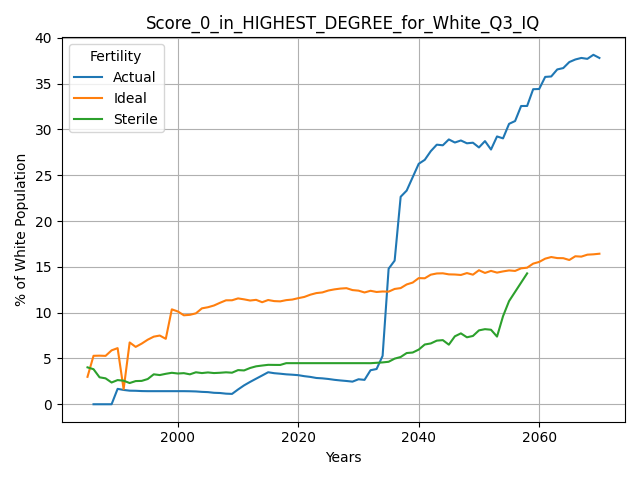 Score_0_in_HIGHEST_DEGREE_for_White_Q3_IQ
Fertility
Actual
Ideal
Sterile
% of White Population
40
35
30
25
20
15
10
5
0
2000
2020
2040
2060
Years